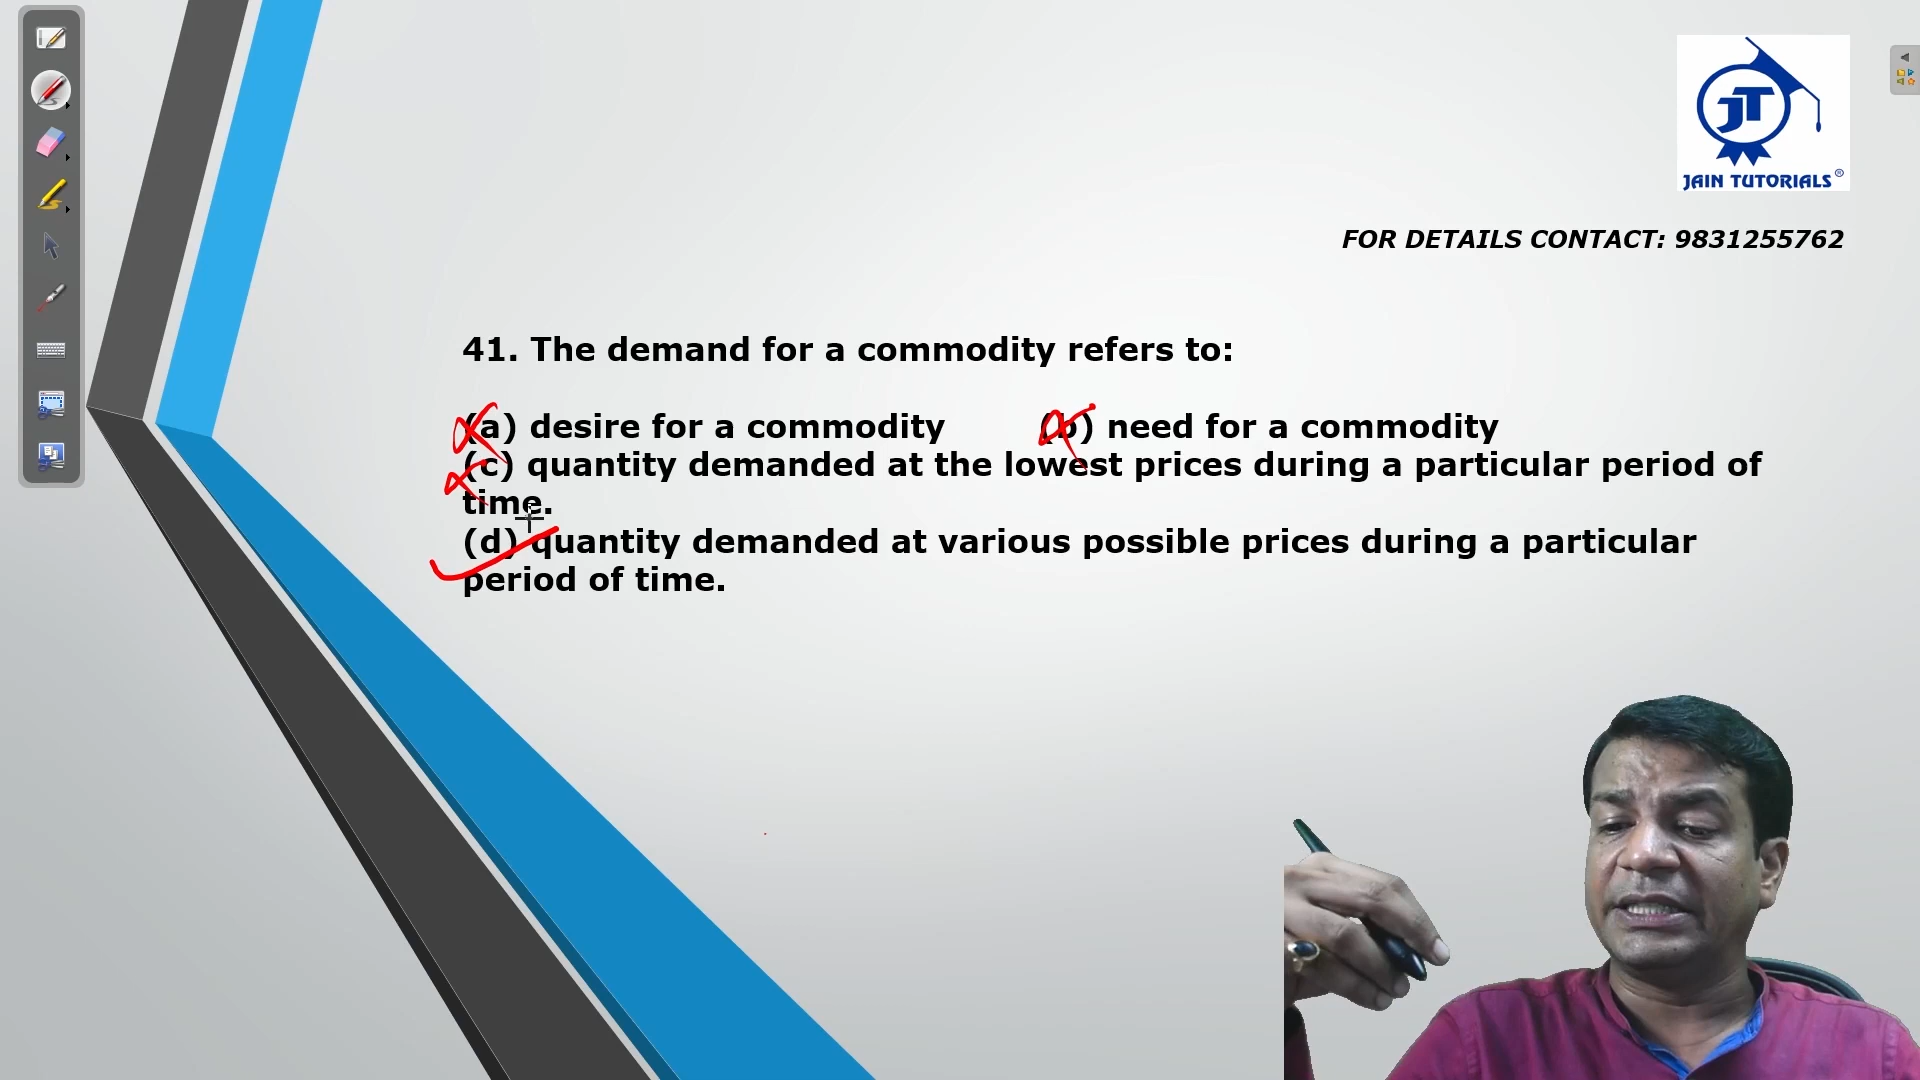 JT
JAIN TUTORIALS®
FOR DETAILS CONTACT: 9831255762
41. The demand for a commodity refers to:
(a) desire for a commodity (b) need for a commodity
(c) quantity demanded at the lowest prices during a particular period of
time.
(d) quantity demanded at various possible prices during a particular
period of time.